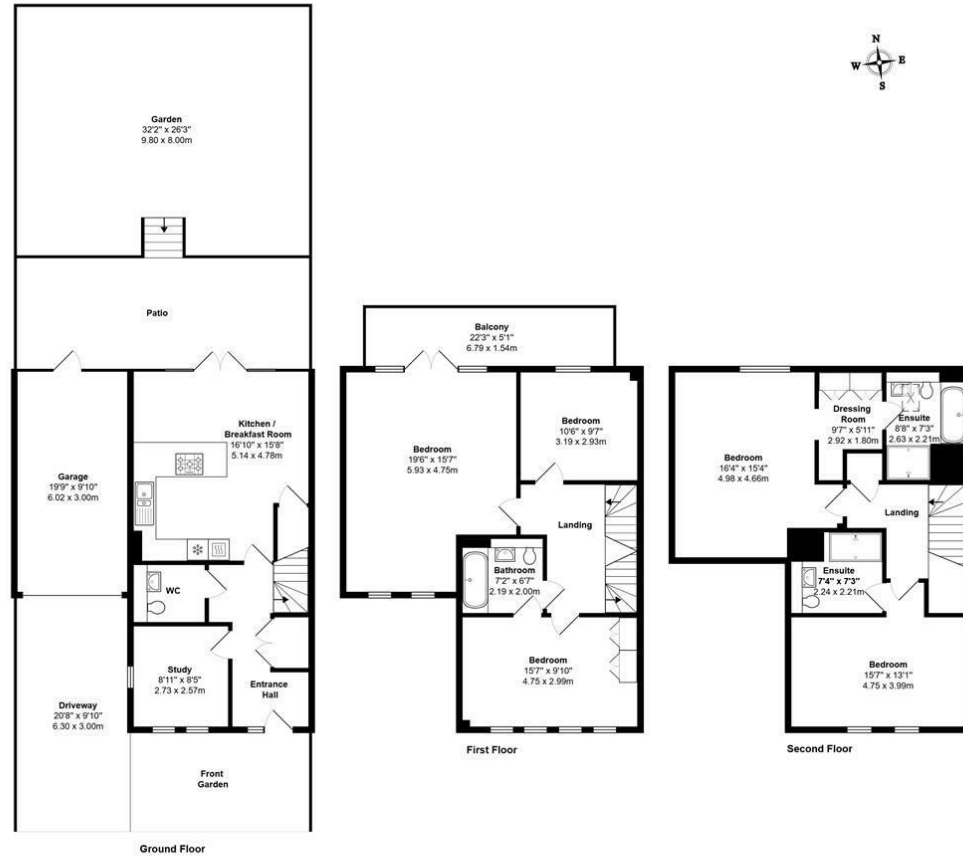 N
W E
S
Garden
32'2" x 26'3"
9.80 x 8.00m
Patio
Kitchen /
Breakfast Room
16'10" x 15'8"
5.14 x 4.78m
Garage
19'9" x 9'10"
6.02 x 3.00m
WC
Study
8'11" x 8'5"
2.73 x 2.57m
Entrance
Hall
Driveway
20'8" x 9'10"
6.30 x 3.00m
Front
Garden
Ground Floor
Balcony
22'3" x 5'1"
6.79 x 1.54m
Bedroom
19'6" x 15'7"
5.93 x 4.75m
Bedroom
10'6" x 9'7"
3.19 x 2.93m
Landing
Bathroom
7'2" x 6'7"
2.19 x 2.00m
Bedroom
15'7" x 9'10"
4.75 x 2.99m
First Floor
Bedroom
16'4" x 15'4"
4.98 x 4.66m
Dressing
Room
9'7" x 5'11"
2.92 x 1.80m
Ensuite
8'8" x 7'3"
2.63 x 2.21m
Landing
Ensuite
7'4" x 7'3"
2.24 x 2.21m
Bedroom
15'7" x 13'1"
4.75 x 3.99m
Second Floor